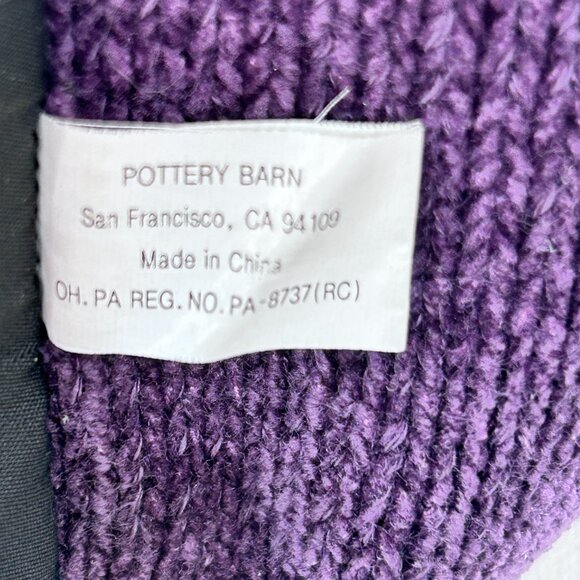 POTTERY BARN
San Francisco, CA 94109
Made in China
OH. PA REG. NO. PA-8737(RC)